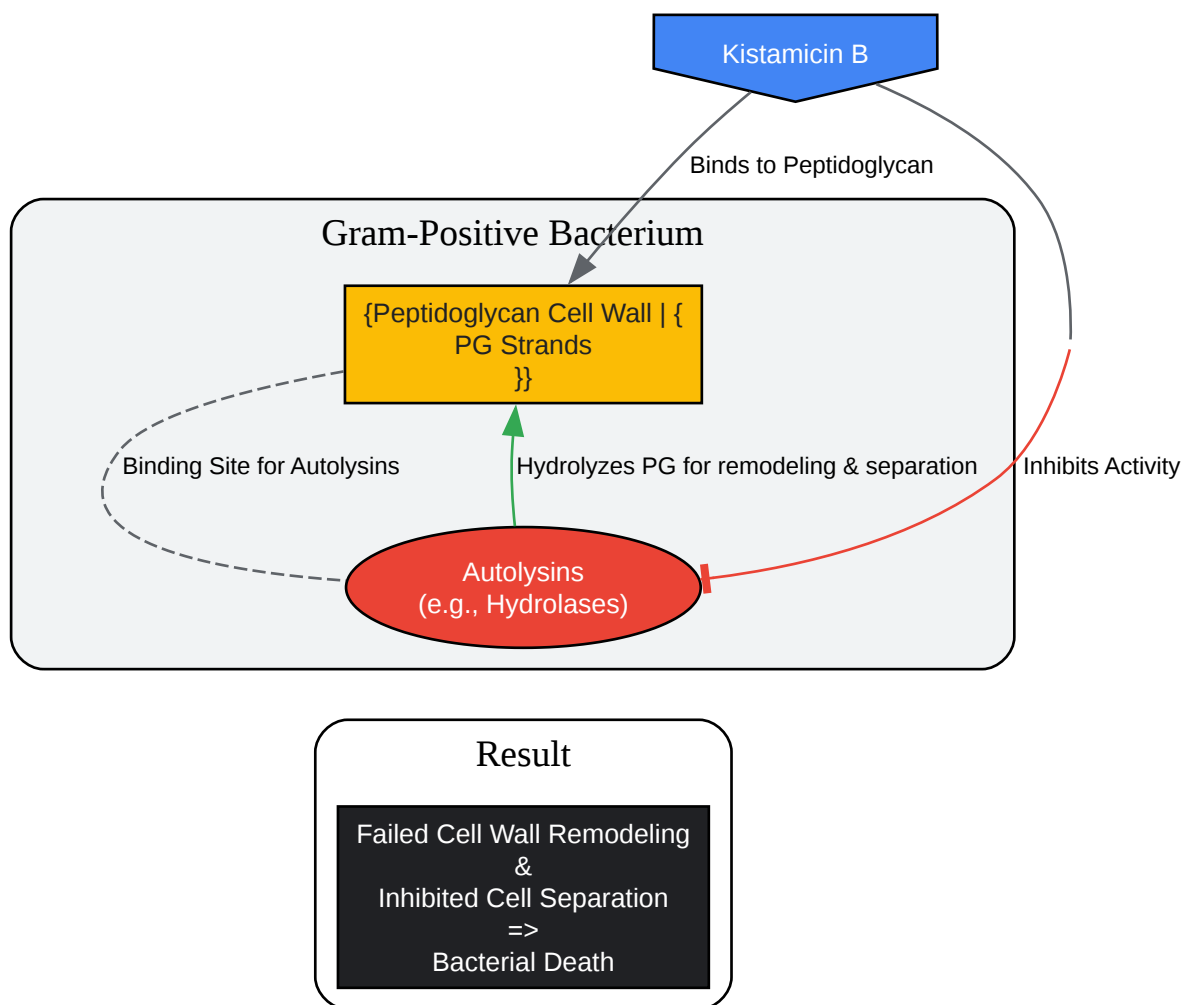 Kistamicin B
Binds to Peptidoglycan
Gram-Positive Bacterium
{Peptidoglycan Cell Wall | {
PG Strands
}}
Binding Site for Autolysins
Hydrolyzes PG for remodeling & separation
Inhibits Activity
Autolysins
(e.g., Hydrolases)
Result
Failed Cell Wall Remodeling
&
Inhibited Cell Separation
=>
Bacterial Death